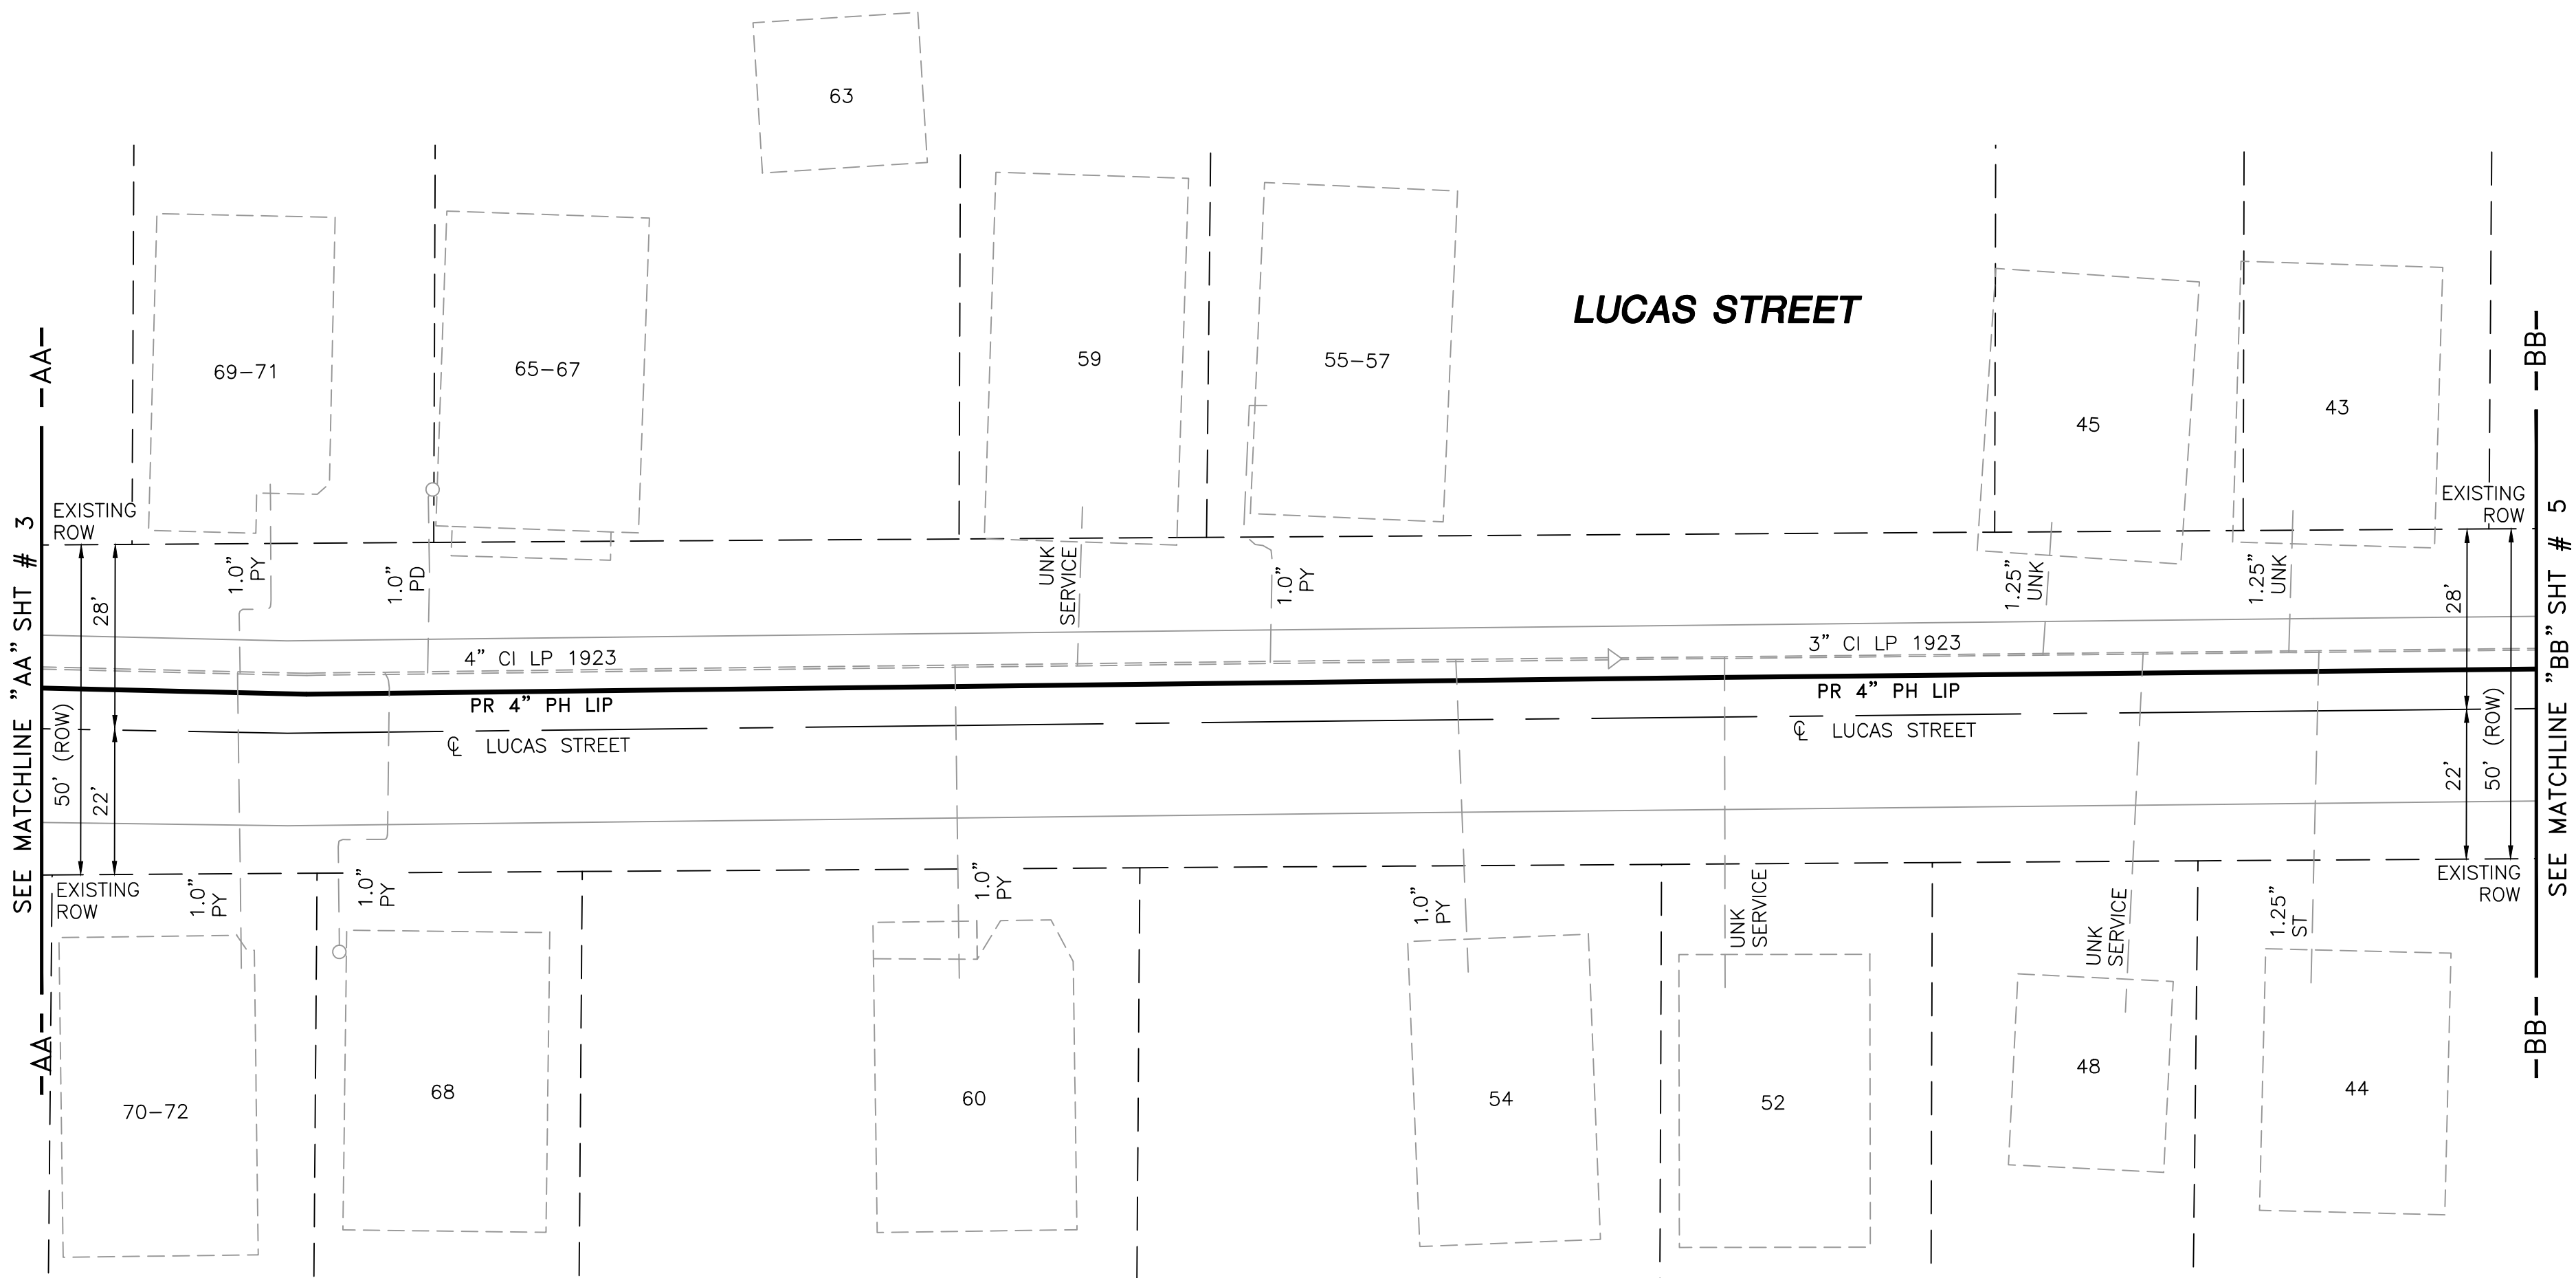 63
LUCAS STREET
69-71
65-67
59
55-57
45
43
-AA-
-BB-
SEE MATCHLINE "AA" SHT # 3
EXISTING
ROW
EXISTING
ROW
SEE MATCHLINE "BB" SHT # 5
1.0"
PY
1.0"
PD
UNK
SERVICE
1.0"
PY
1.25"
UNK
1.25"
UNK
28'
28'
4" CI LP 1923
3" CI LP 1923
PR 4" PH LIP
PR 4" PH LIP
℄ LUCAS STREET
℄ LUCAS STREET
50' (ROW)
22'
22'
50' (ROW)
EXISTING
ROW
EXISTING
ROW
1.0"
PY
1.0"
PY
1.0"
PY
1.0"
PY
UNK
SERVICE
UNK
SERVICE
1.25"
ST
-AA-
-BB-
70-72
68
60
54
52
48
44